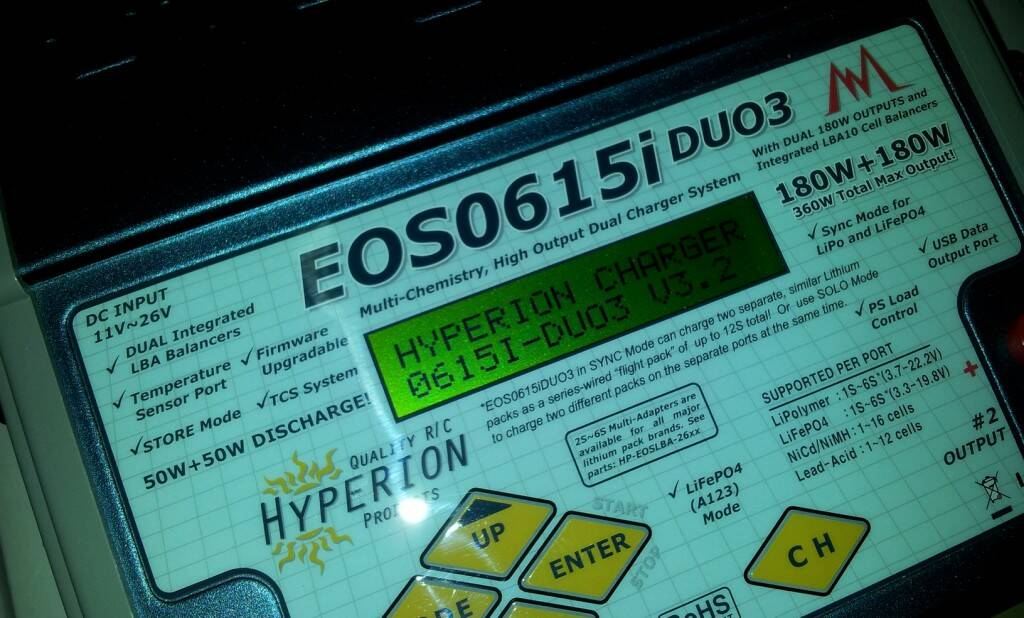 EOS0615i DUO3
Multi-Chemistry, High Output Dual Charger System
With DUAL 180W OUTPUTS and
Integrated LBA10 Cell Balancers
180W+180W
360W Total Max Output!
✓ Sync Mode for
LiPo and LiFePO4
✓ USB Data
Output Port
✓ PS Load
Control
DC INPUT
11V~26V
✓ DUAL Integrated
LBA Balancers
✓ Temperature
Sensor Port
✓ Firmware
Upgradable
✓ TCS System
✓ STORE Mode
50W+50W DISCHARGE!
HYPERION CHARGER
0615I-DUO3 V3.2
*EOS0615iDUO3 in SYNC Mode can charge two separate, similar Lithium
packs as a series-wired "flight pack" of up to 12S total! Or use SOLO Mode
to charge two different packs on the separate ports at the same time.
QUALITY R/C
HYPERION
PRODUCTS
2S~6S Multi-Adapters are
available for all major
lithium pack brands. See
parts: HP-EOSLBA-26xx
✓ LiFePO4
(A123)
Mode
SUPPORTED PER PORT
LiPolymer : 1S~6S*(3.7~22.2V)
LiFePO4 : 1S~6S*(3.3~19.8V)
NiCd/NiMH : 1~16 cells
Lead-Acid : 1~12 cells
+
#2
OUTPUT
UP
ENTER
START
STOP
CH
RoHS